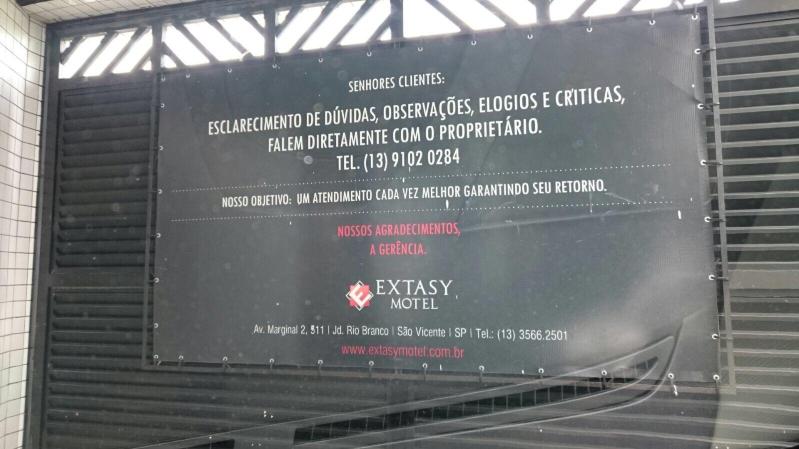 SENHORES CLIENTES:
ESCLARECIMENTO DE DÚVIDAS, OBSERVAÇÕES, ELOGIOS E CRITICAS,
FALEM DIRETAMENTE COM O PROPRIETÁRIO.
TEL. (13) 9102 0284
NOSSO OBJETIVO: UM ATENDIMENTO CADA VEZ MELHOR GARANTINDO SEU RETORNO.
NOSSOS AGRADECIMENTOS,
A GERÊNCIA.
E EXTASY
MOTEL
Av. Marginal 2, 511 | Jd. Rio Branco | São Vicente | SP | Tel.: (13) 3566.2501
www.extasymotel.com.br